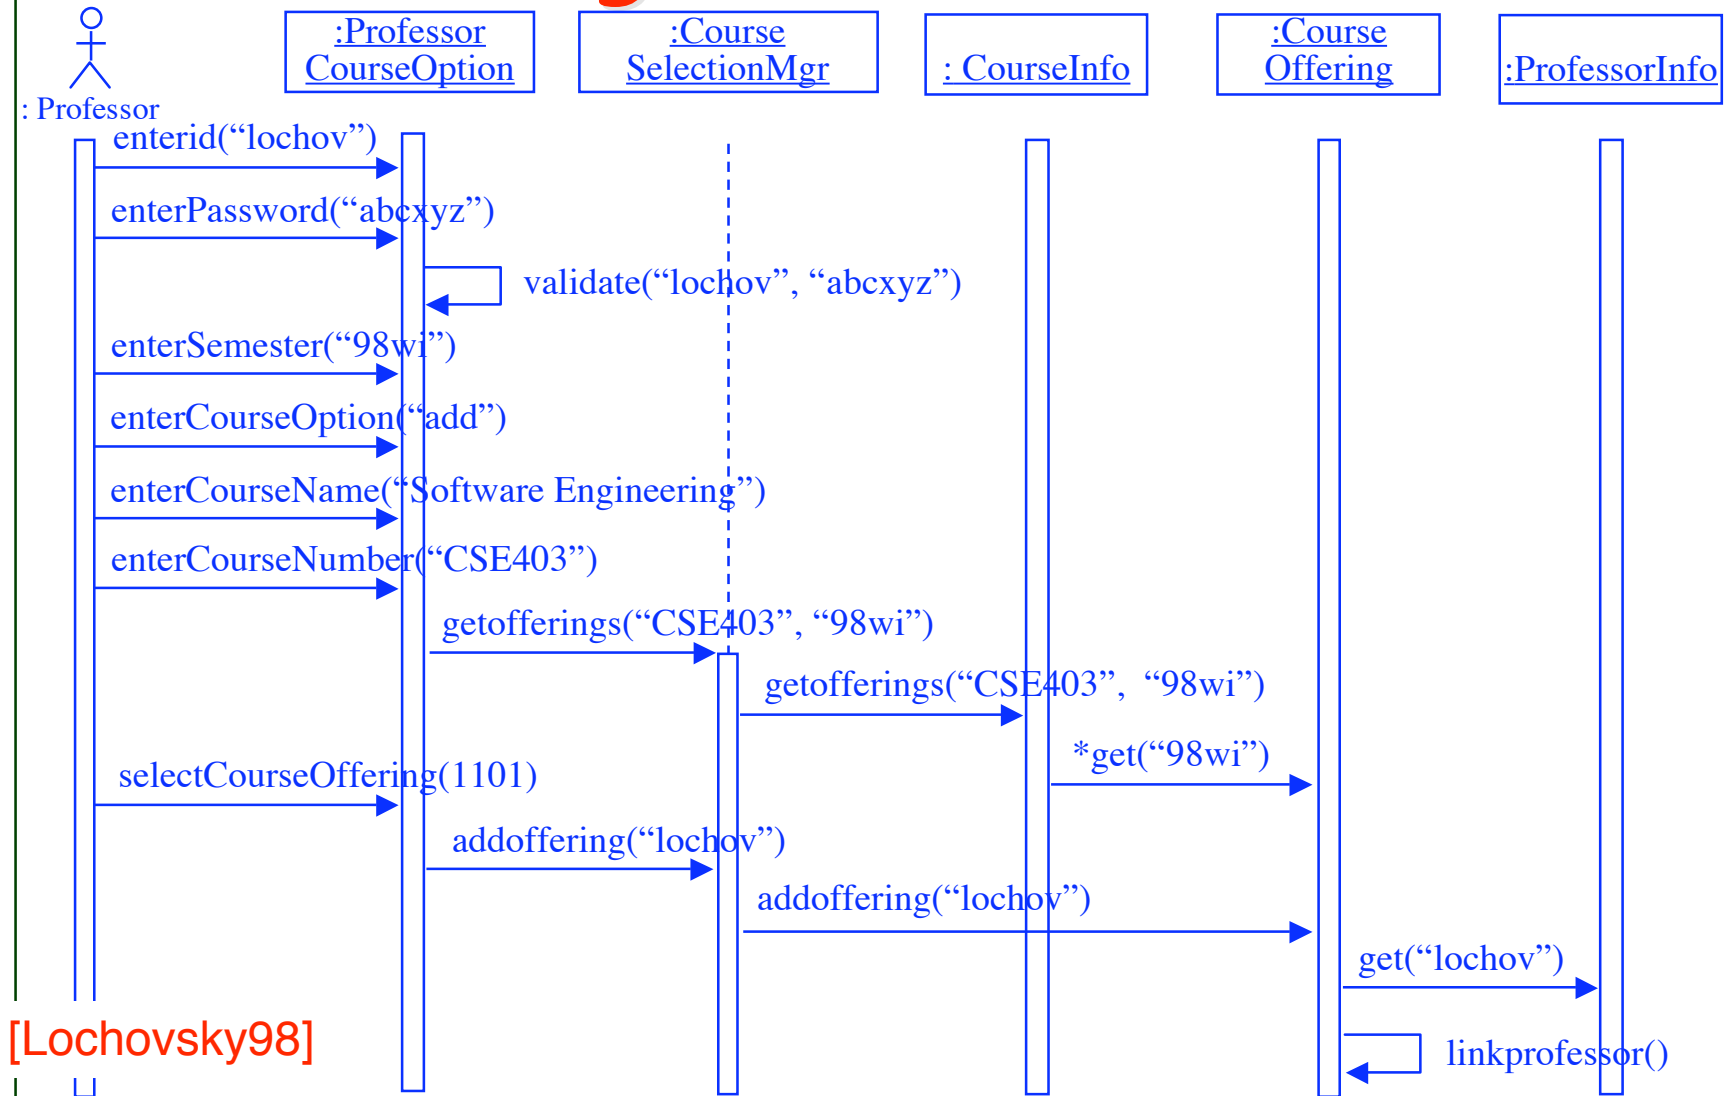 : Professor
:Professor
CourseOption
:Course
SelectionMgr
: CourseInfo
:Course
Offering
:ProfessorInfo
enterid(“lochov”)
enterPassword(“abcxyz”)
validate(“lochov”, “abcxyz”)
enterSemester(“98wi”)
enterCourseOption(“add”)
enterCourseName(“Software Engineering”)
enterCourseNumber(“CSE403”)
getofferings(“CSE403”, “98wi”)
getofferings(“CSE403”, “98wi”)
*get(“98wi”)
selectCourseOffering(1101)
addoffering(“lochov”)
addoffering(“lochov”)
get(“lochov”)
[Lochovsky98]
linkprofessor()